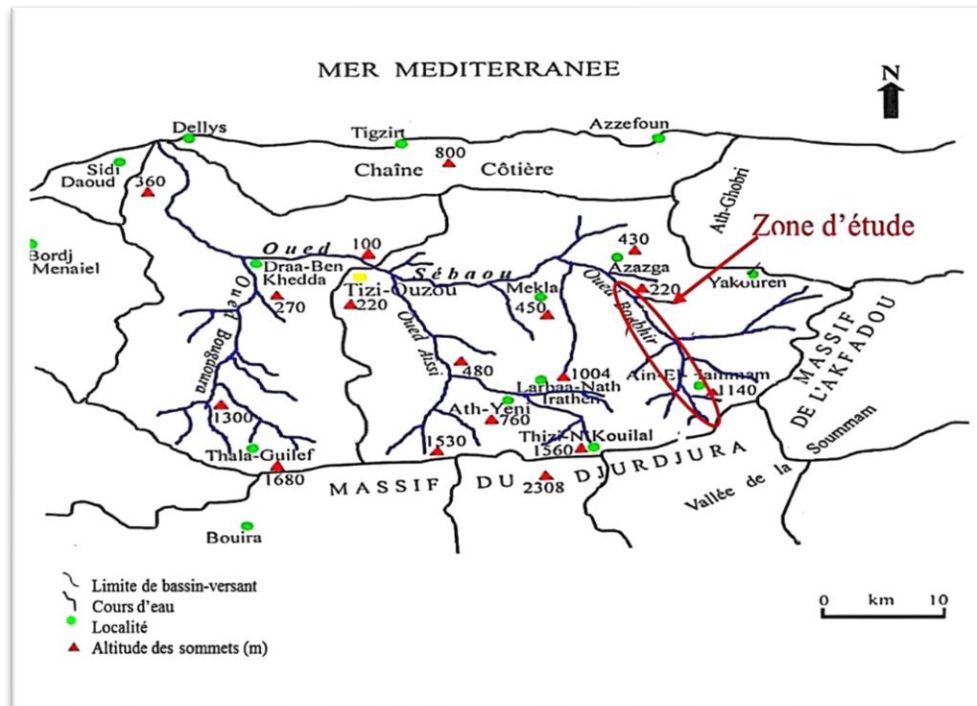 MER MEDITERRANEE
N
Dellys
Tigzirt
Azzefoun
800
Chaîne Côtière
Sidi
Daoud
360
Ath-Ghobri
Zone d'étude
Bordj
Menaiel
Oued
100
Sébaou
430
Azazga
220
Yakouren
Draa-Ben
Khedda
270
Tizi-Ouzou
220
Mekla
450
Oued Boubhir
Oued Bougdoura
Oued Aissi
480
1004
Larbaa-Nath
Irathen
Ath-Yeni
760
1140
MASSIF
DE L'AKFADOU
1300
Thala-Guilef
1680
1530
Thizi-N'Kouilal
1560
MASSIF DU DJURDJURA
2308
Vallée de la
Soummam
Bouira
Limite de bassin-versant
Cours d'eau
Localité
Altitude des sommets (m)
0 km 10